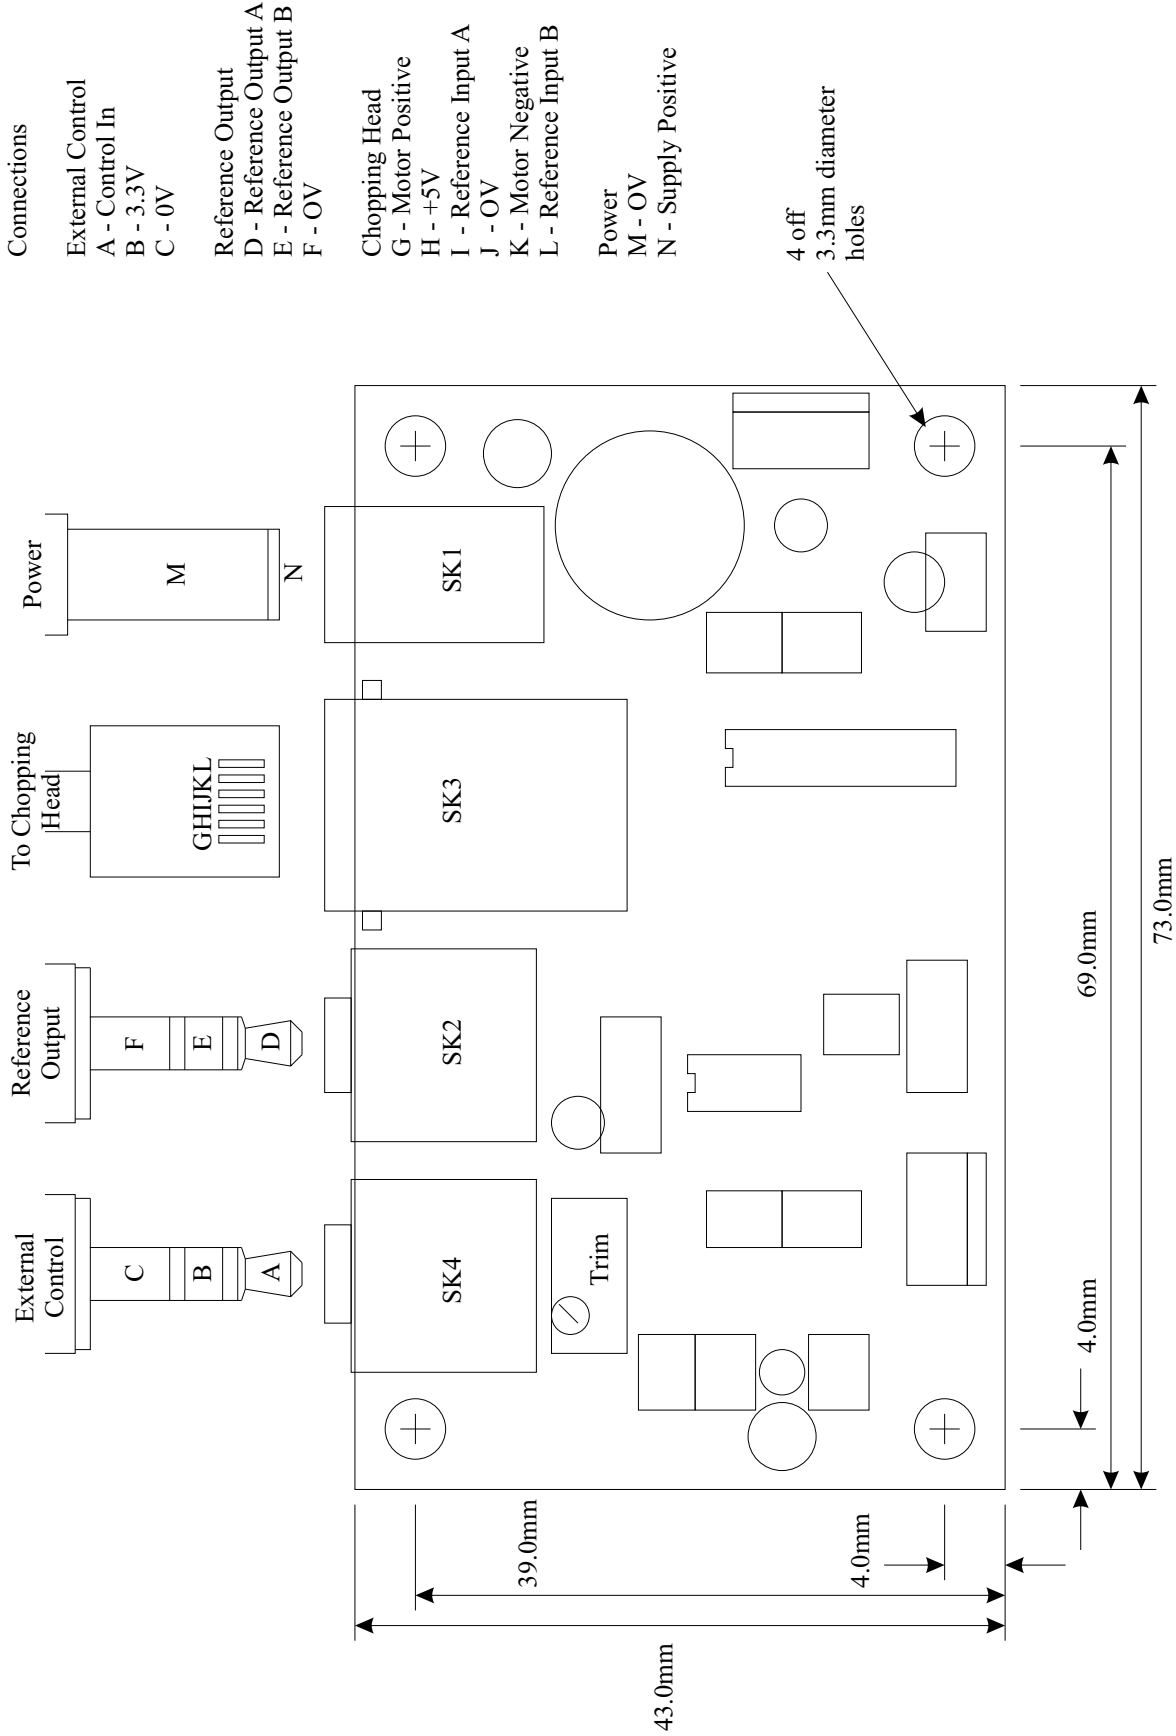 Connections
External Control
A - Control In
B - 3.3V
C - 0V
Reference Output
D - Reference Output A
E - Reference Output B
F - OV
Chopping Head
G - Motor Positive
H - +5V
I - Reference Input A
J - OV
K - Motor Negative
L - Reference Input B
Power
M - OV
N - Supply Positive
4 off
3.3mm diameter
holes
External
Control
C
B
A
Reference
Output
F
E
D
To Chopping
Head
GHIJKL
Power
M
N
SK4
SK2
SK3
SK1
Trim
43.0mm
39.0mm
4.0mm
4.0mm
69.0mm
73.0mm